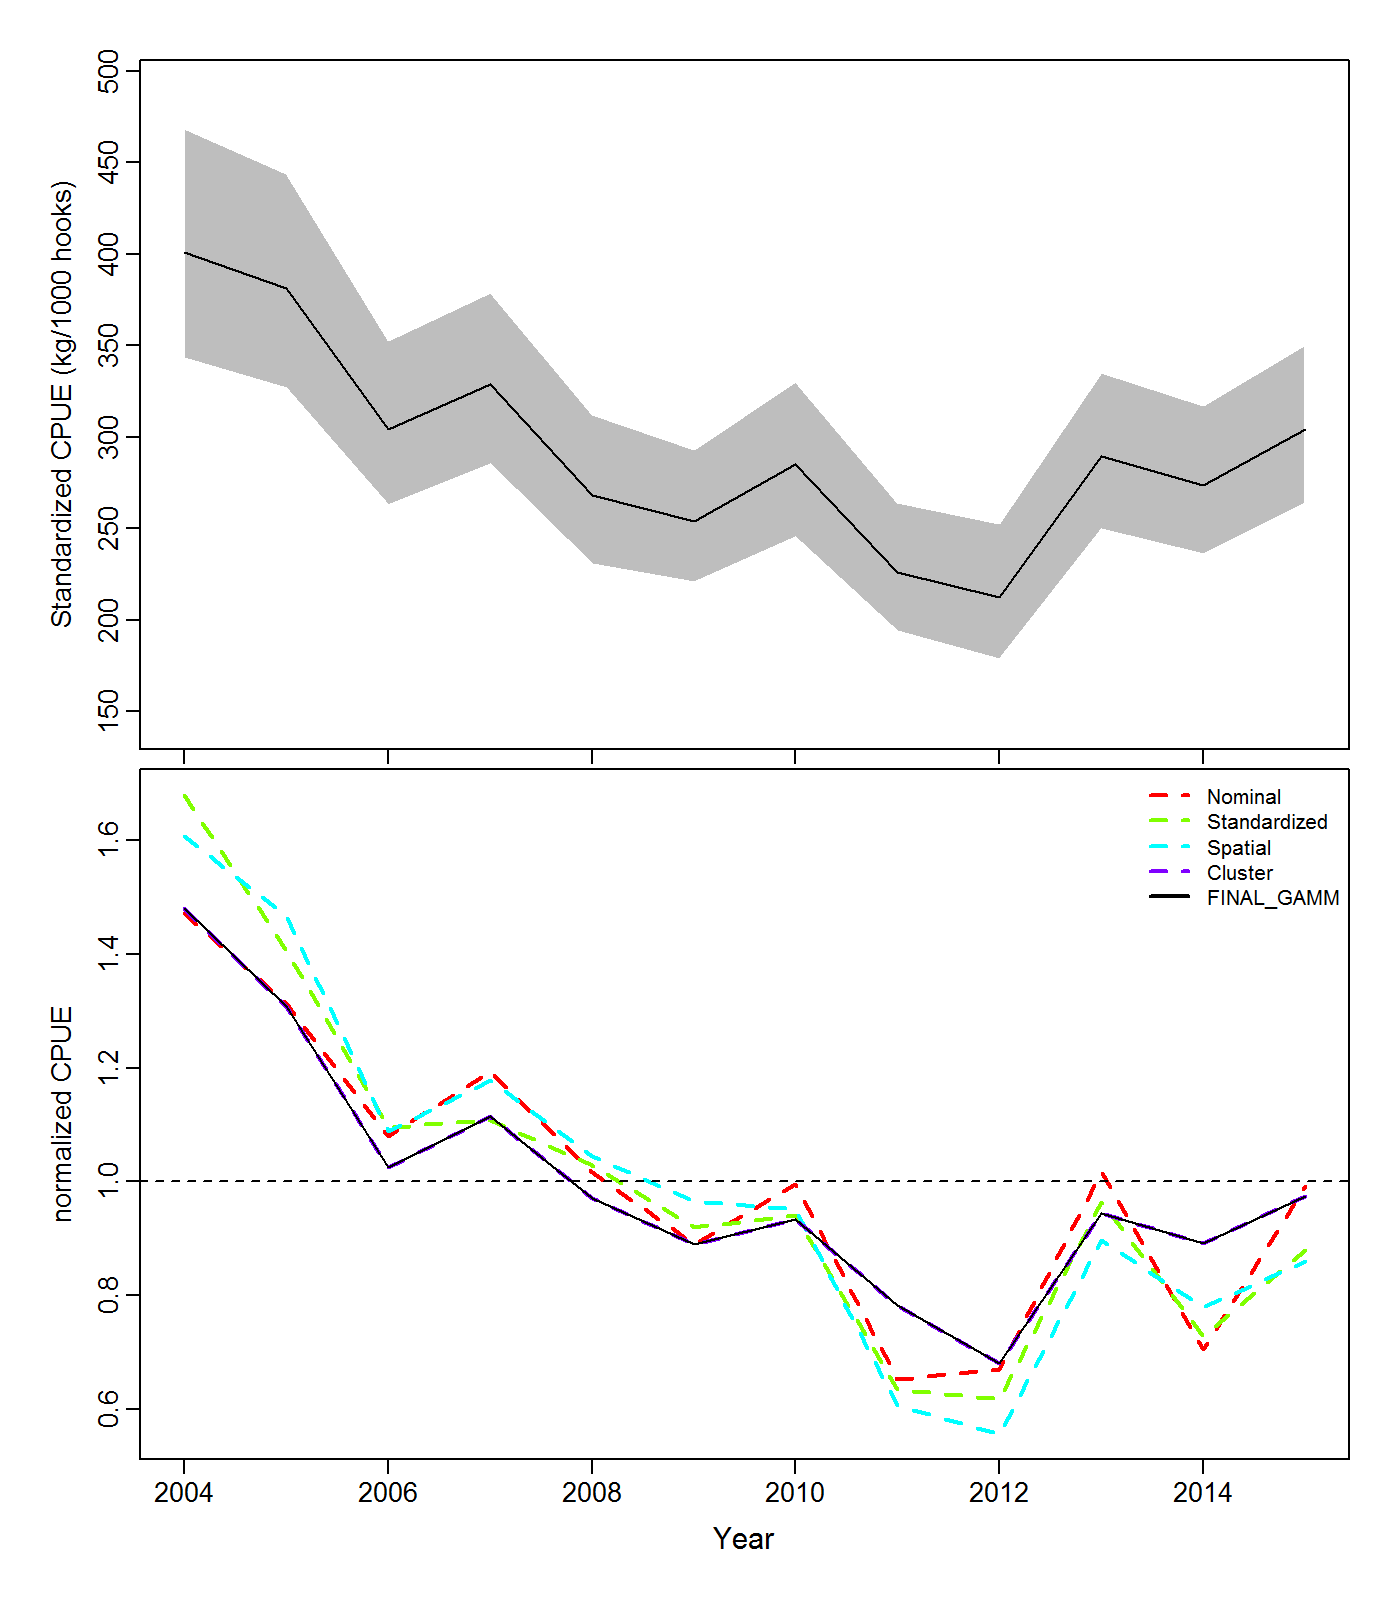 Standardized CPUE (kg/1000 hooks)
500
450
400
350
300
250
200
150
normalized CPUE
1.6
1.4
1.2
1.0
0.8
0.6
Nominal
Standardized
Spatial
Cluster
FINAL_GAMM
2004 2006 2008 2010 2012 2014
Year